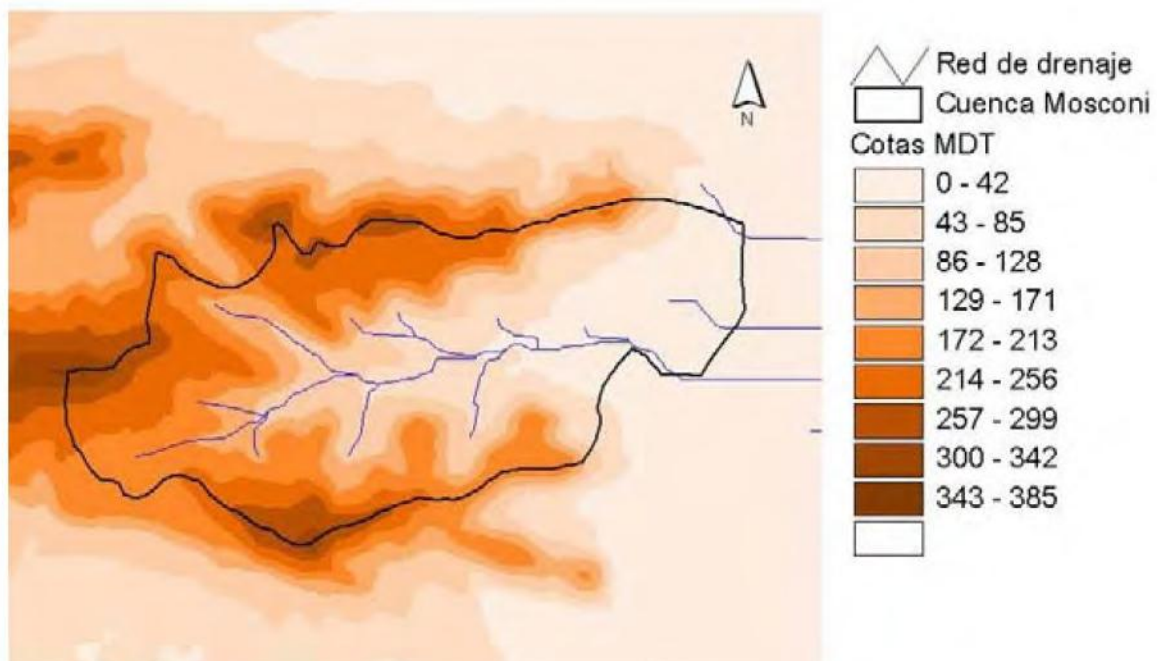 N
Red de drenaje
Cuenca Mosconi
Cotas MDT
0 - 42
43 - 85
86 - 128
129 - 171
172 - 213
214 - 256
257 - 299
300 - 342
343 - 385